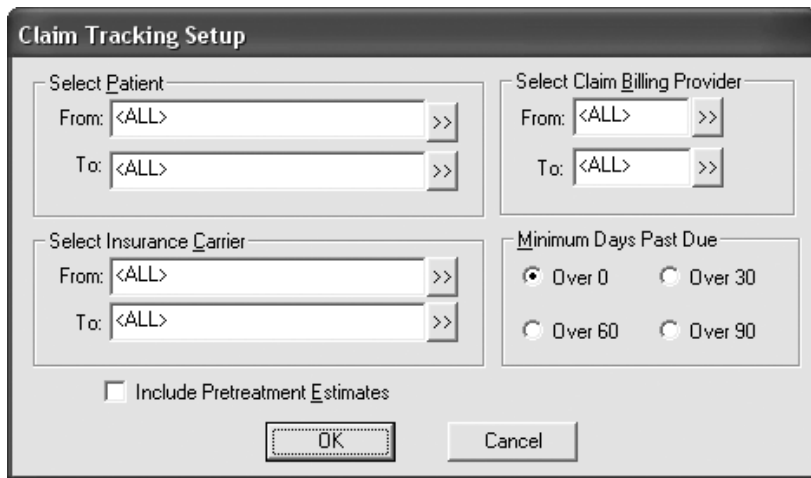 Claim Tracking Setup
Select Patient
From: <ALL> >>
To: <ALL> >>
Select Claim Billing Provider
From: <ALL> >>
To: <ALL> >>
Select Insurance Carrier
From: <ALL> >>
To: <ALL> >>
Minimum Days Past Due
Over 0 Over 30
Over 60 Over 90
Include Pretreatment Estimates
OK Cancel